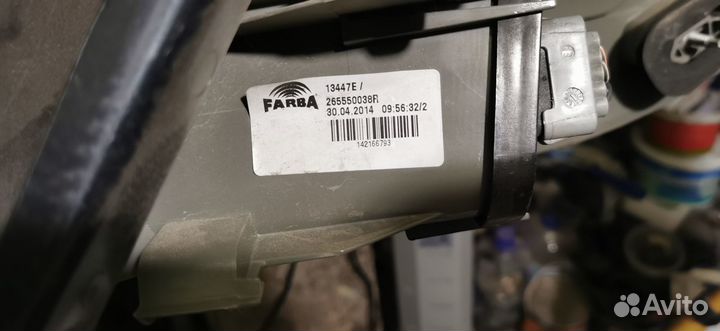 13447E /
FARBA
265550038R
30.04.2014 09:56:32/2
142166793
Avito